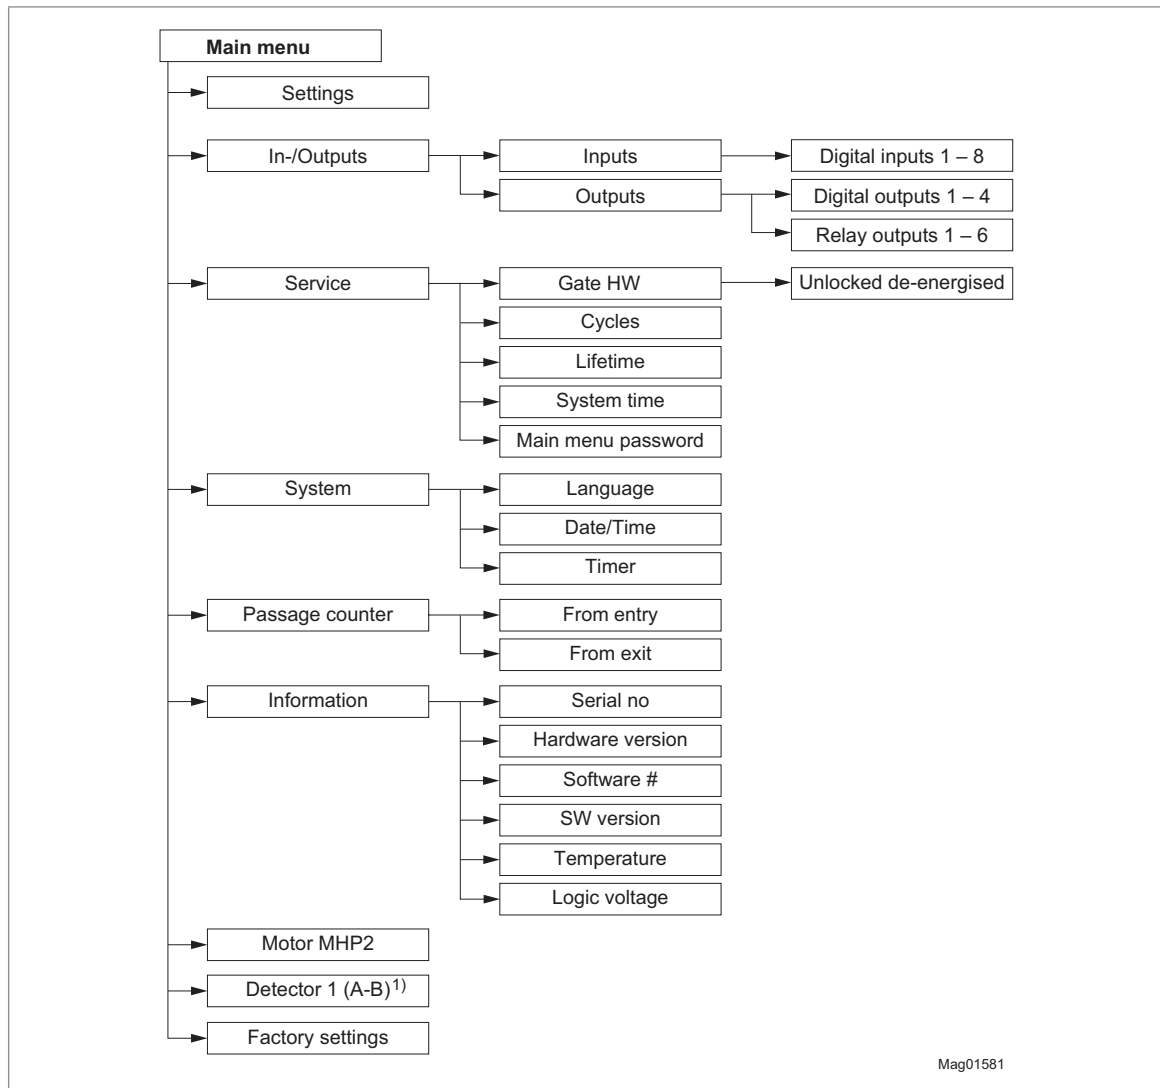 Main menu
Settings
In-/Outputs
Inputs
Digital inputs 1 – 8
Outputs
Digital outputs 1 – 4
Relay outputs 1 – 6
Service
Gate HW
Unlocked de-energised
Cycles
Lifetime
System time
Main menu password
System
Language
Date/Time
Timer
Passage counter
From entry
From exit
Information
Serial no
Hardware version
Software #
SW version
Temperature
Logic voltage
Motor MHP2
Detector 1 (A-B)1)
Factory settings
Mag01581